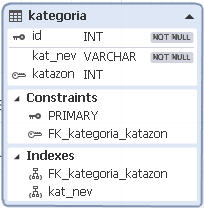 kategoria
id INT NOT NULL
kat_nev VARCHAR NOT NULL
katazon INT
Constraints
PRIMARY
FK_kategoria_katazon
Indexes
FK_kategoria_katazon
kat_nev